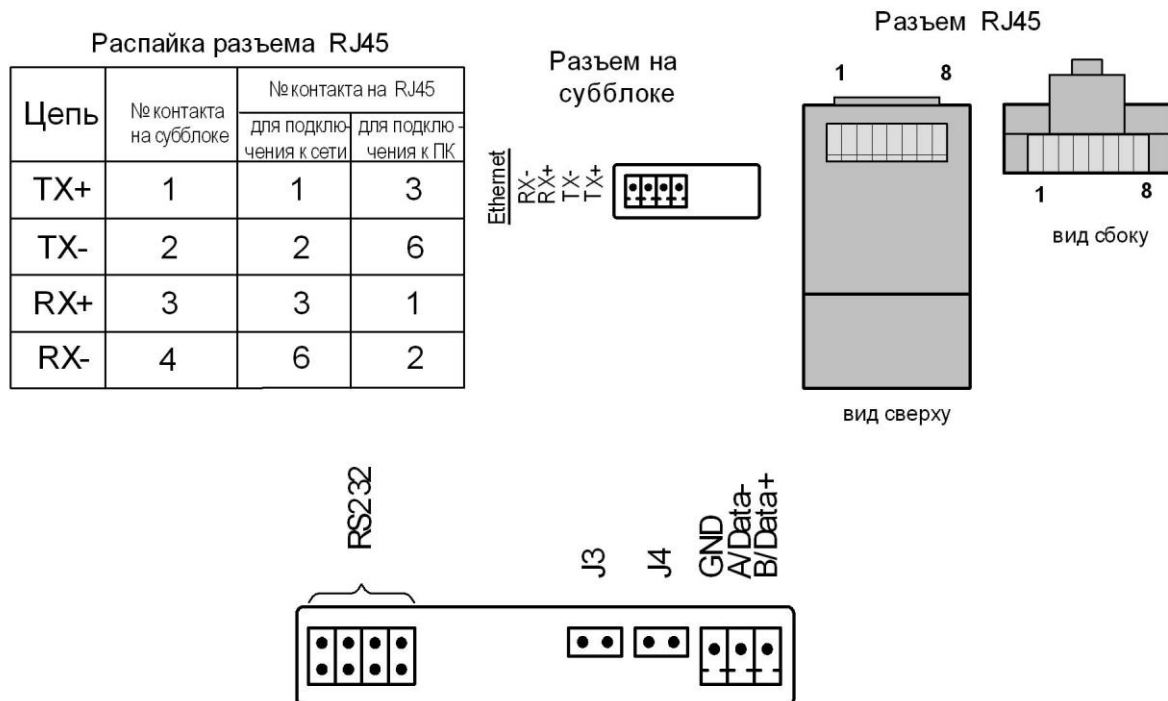 Распайка разъема RJ45
Цепь
№ контакта
на субблоке
№ контакта на RJ45
для подклю-
чения к сети
для подклю -
чения к ПК
TX+ 1 1 3
TX- 2 2 6
RX+ 3 3 1
RX- 4 6 2
Разъем на
субблоке
Ethernet
RX-
RX+
TX-
TX+
Разъем RJ45
1 8
вид сверху
1 8
вид сбоку
RS232
J3
J4
GND
A/Data-
B/Data+